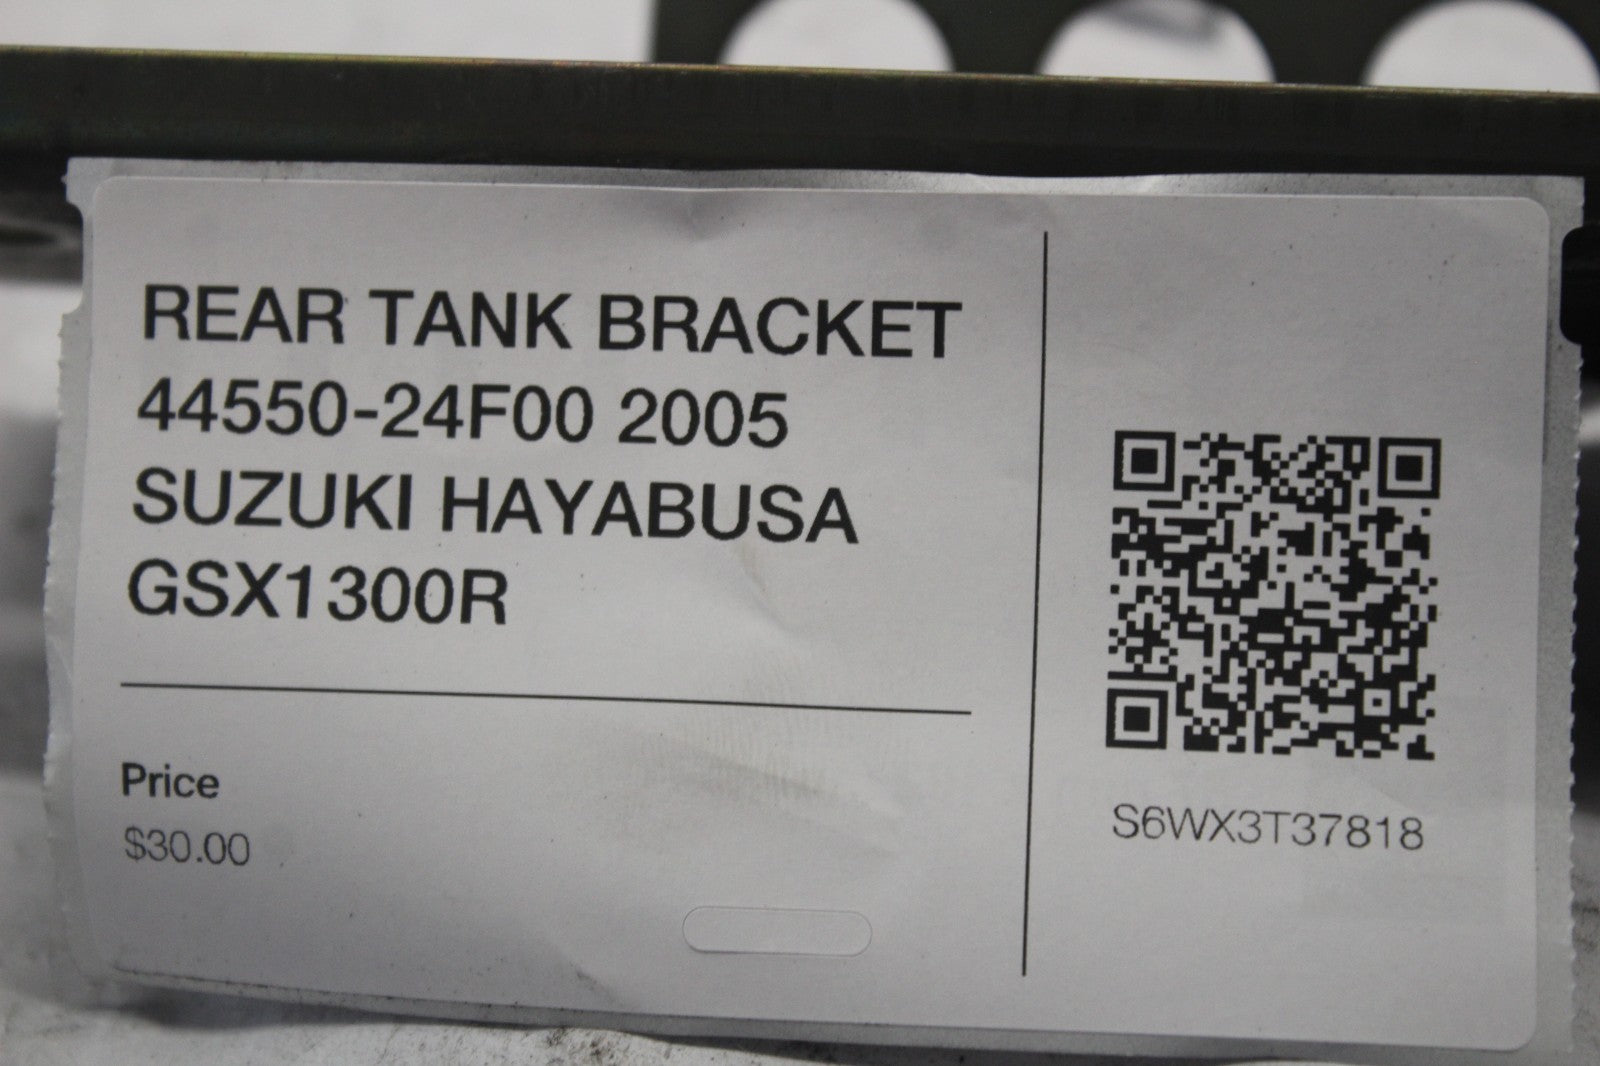 REAR TANK BRACKET
44550-24F00 2005
SUZUKI HAYABUSA
GSX1300R
Price
$30.00
S6WX3T37818